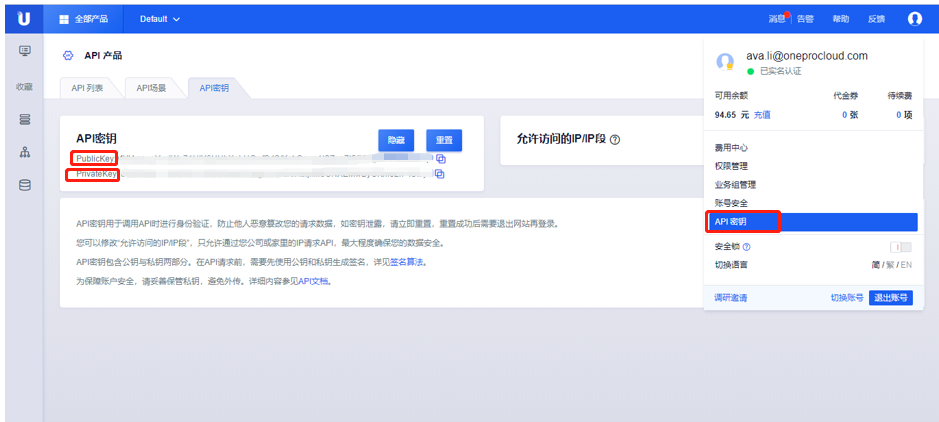 全部产品 Default 消息 告警 帮助 反馈
收藏
API 产品
API 列表 API场景 API密钥
API密钥 隐藏 重置
PublicKey
PrivateKey
允许访问的IP/IP段
API密钥用于调用API时进行身份验证，防止他人恶意篡改您的请求数据，如密钥泄露，请立即重置，重置成功后需要退出网站再登录。
您可以修改“允许访问的IP/IP段”，只允许通过您公司或家里的IP请求API，最大程度确保您的数据安全。
API密钥包含公钥与私钥两部分。在API请求前，需要先使用公钥和私钥生成签名，详见签名算法。
为保障账户安全，请妥善保管私钥，避免外传。详细内容参见API文档。
ava.li@oneprocloud.com
已实名认证
可用余额 代金券 待续费
94.65 元 充值 0 张 0 项
费用中心
权限管理
业务组管理
账号安全
API 密钥
安全锁
切换语言 简 / 繁 / EN
调研邀请 切换账号 退出账号